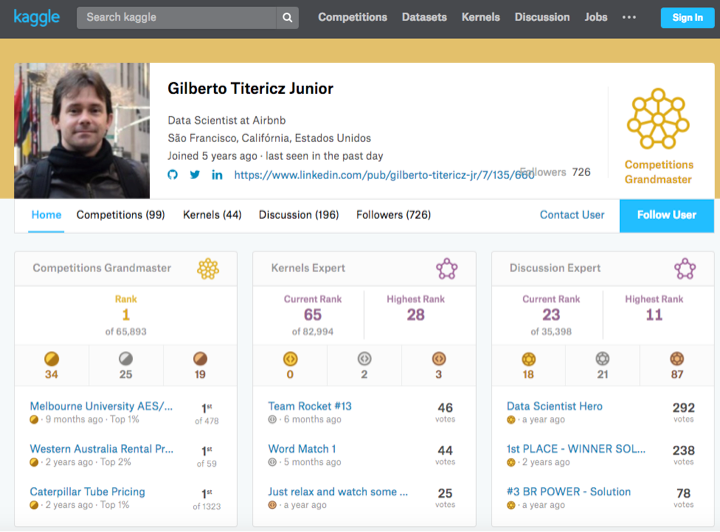 kaggle
Search kaggle
Competitions Datasets Kernels Discussion Jobs ••• Sign In
Gilberto Titericz Junior
Data Scientist at Airbnb
São Francisco, Califórnia, Estados Unidos
Joined 5 years ago · last seen in the past day
https://www.linkedin.com/pub/gilberto-titericz-jr/7/135/660
Followers 726
Competitions
Grandmaster
Home Competitions (99) Kernels (44) Discussion (196) Followers (726) Contact User Follow User
Competitions Grandmaster
Rank
1
of 65,893
34 25 19
Melbourne University AES/... 1st
9 months ago · Top 1% of 478
Western Australia Rental Pr... 1st
2 years ago · Top 2% of 59
Caterpillar Tube Pricing 1st
2 years ago · Top 1% of 1323
Kernels Expert
Current Rank Highest Rank
65 28
of 82,994
0 2 3
Team Rocket #13 46
6 months ago votes
Word Match 1 44
5 months ago votes
Just relax and watch some ... 25
a year ago votes
Discussion Expert
Current Rank Highest Rank
23 11
of 35,398
18 21 87
Data Scientist Hero 292
a year ago votes
1st PLACE - WINNER SOL... 238
2 years ago votes
#3 BR POWER - Solution 78
a year ago votes